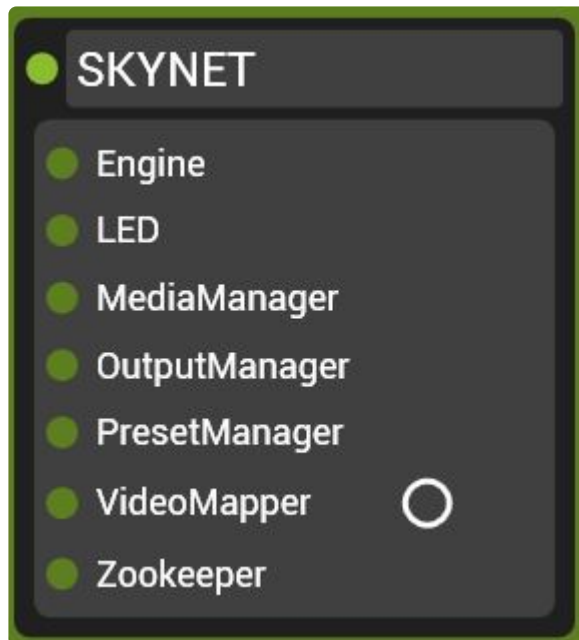 SKYNET
Engine
LED
MediaManager
OutputManager
PresetManager
VideoMapper
Zookeeper